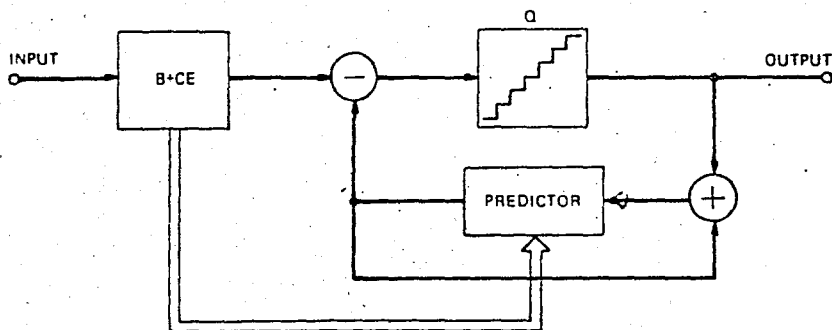 Q
INPUT
B+CE
−
OUTPUT
PREDICTOR
+